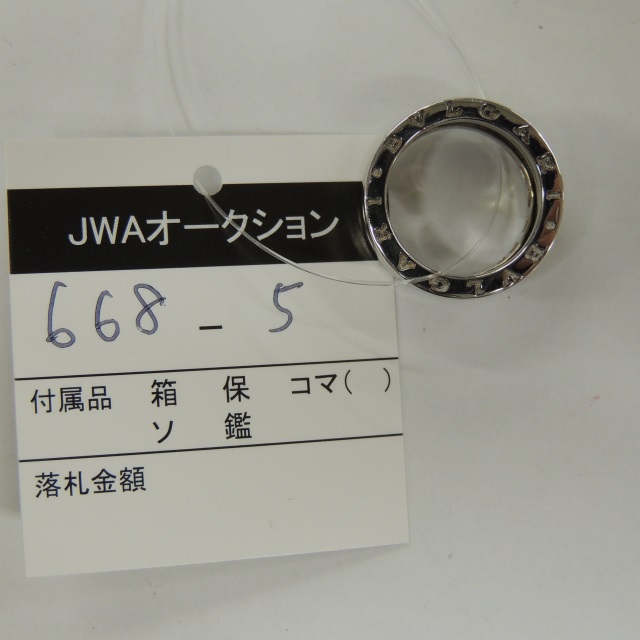 JWAオークション
668 - 5
付属品 箱 保 コマ( )
ソ 鑑
落札金額
BVLGARI • BVLGARI •